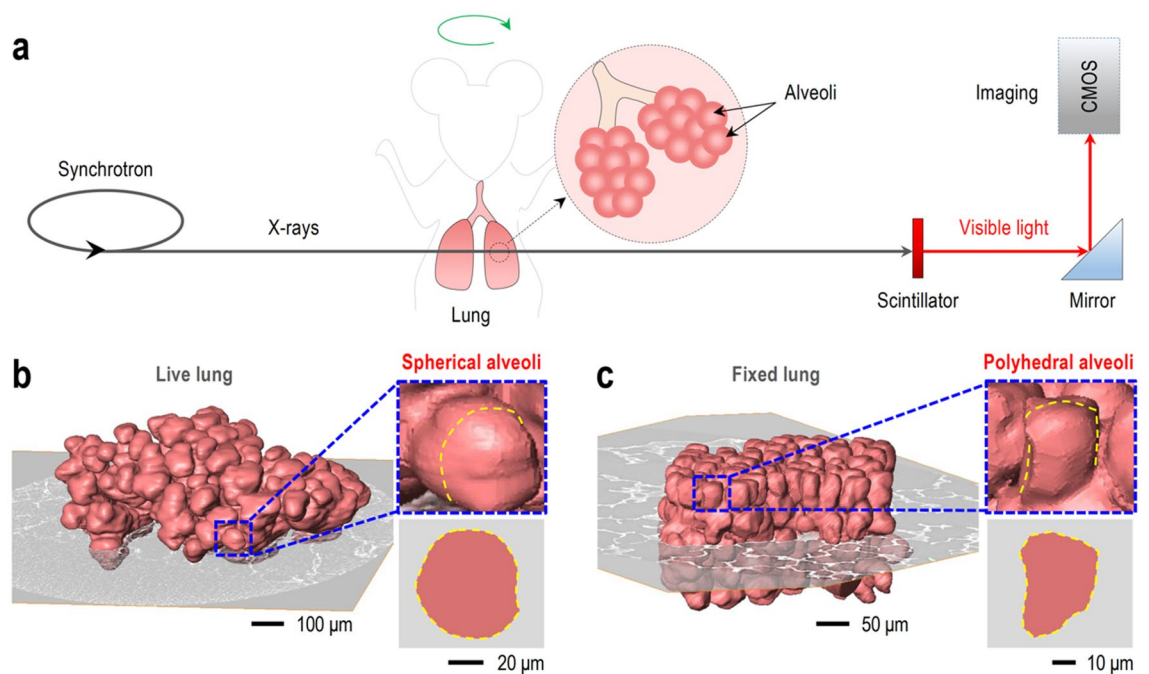 a
Synchrotron
X-rays
Lung
Alveoli
Imaging
CMOS
Visible light
Scintillator
Mirror
b
Live lung
Spherical alveoli
100 µm
20 µm
c
Fixed lung
Polyhedral alveoli
50 µm
10 µm